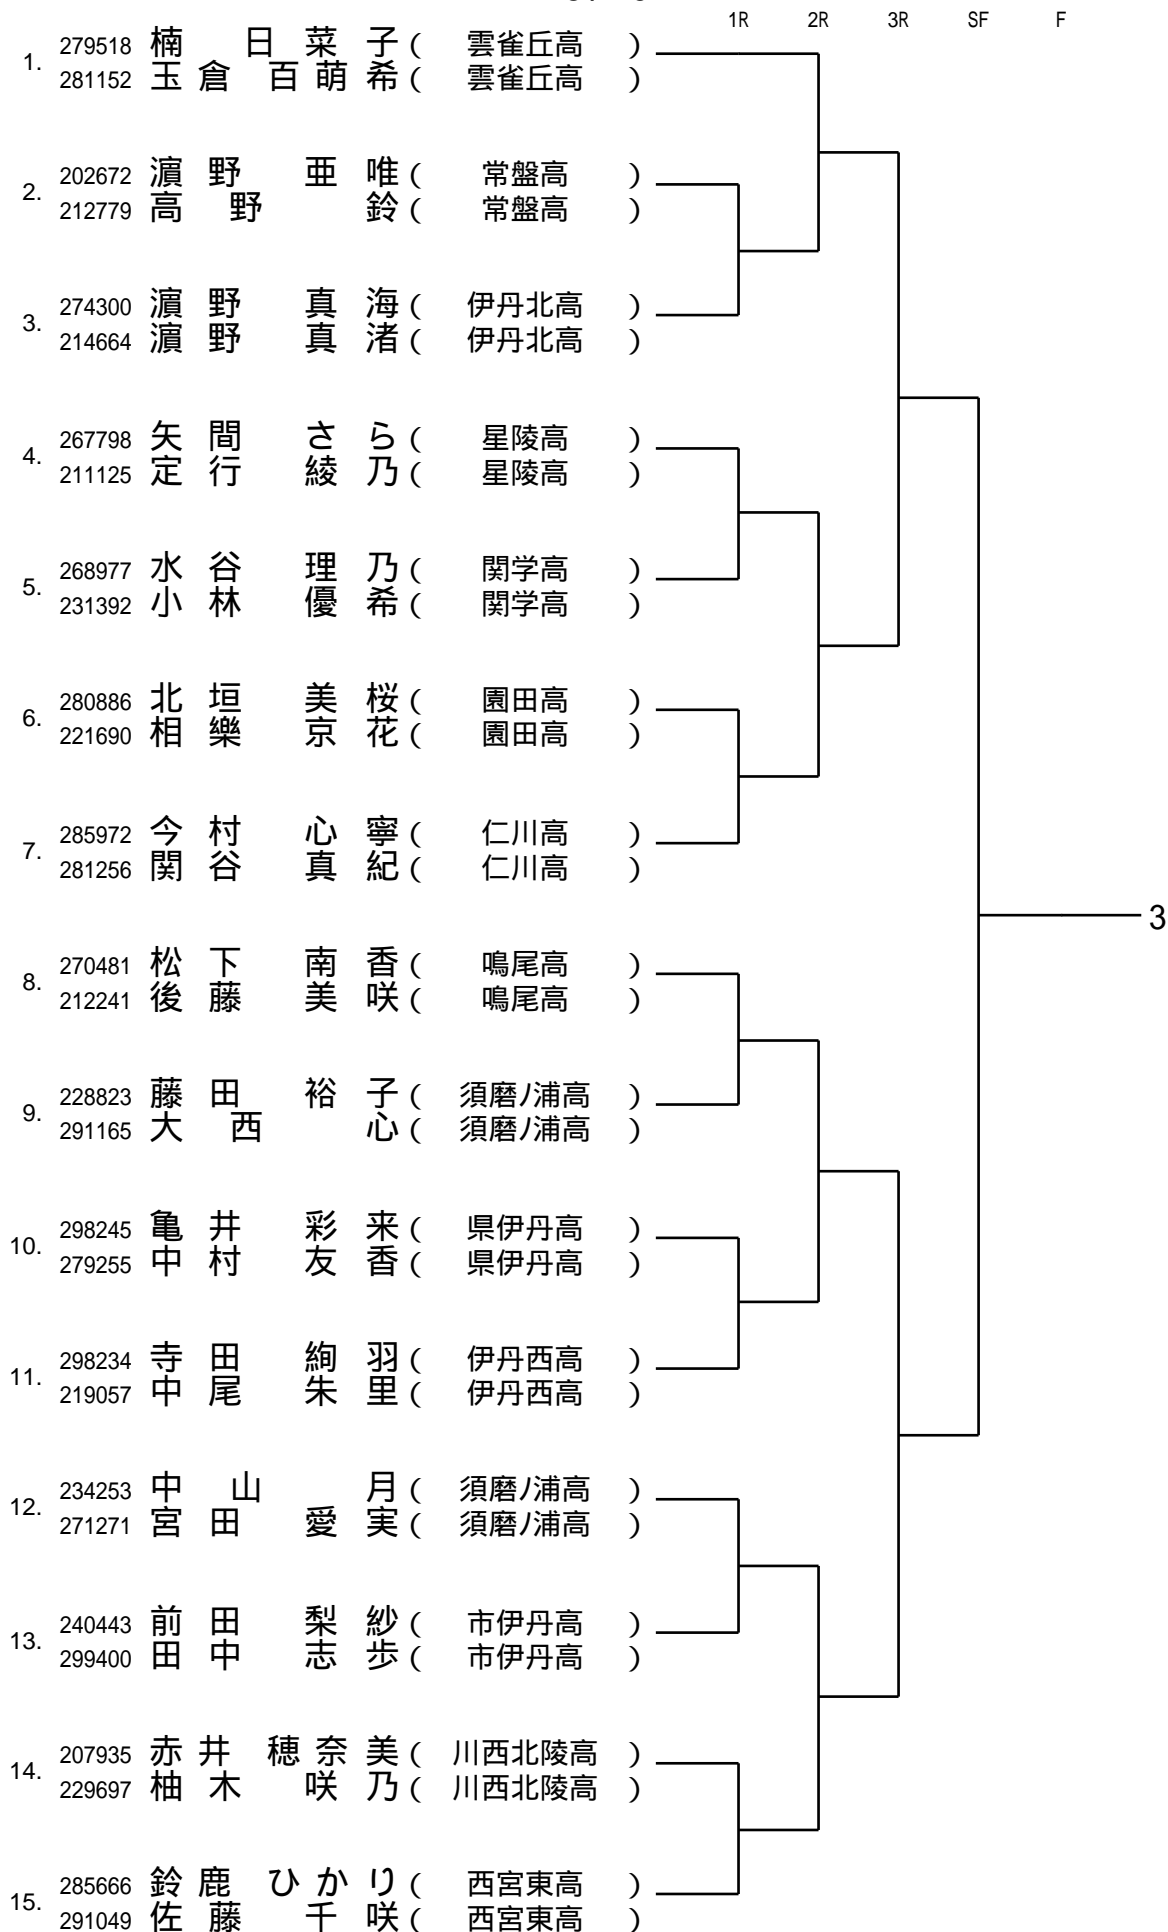 1R 2R 3R SF F
1. 279518 楠 日菜子 ( 雲雀丘高 )
281152 玉倉 百萌希 ( 雲雀丘高 )
2. 202672 濵野 亜唯 ( 常盤高 )
212779 高野 鈴 ( 常盤高 )
3. 274300 濵野 真海 ( 伊丹北高 )
214664 濵野 真渚 ( 伊丹北高 )
4. 267798 矢間 さら ( 星陵高 )
211125 定行 綾乃 ( 星陵高 )
5. 268977 水谷 理乃 ( 関学高 )
231392 小林 優希 ( 関学高 )
6. 280886 北垣 美桜 ( 園田高 )
221690 相樂 京花 ( 園田高 )
7. 285972 今村 心寧 ( 仁川高 )
281256 関谷 真紀 ( 仁川高 )
3
8. 270481 松下 南香 ( 鳴尾高 )
212241 後藤 美咲 ( 鳴尾高 )
9. 228823 藤田 裕子 ( 須磨ノ浦高 )
291165 大西 心 ( 須磨ノ浦高 )
10. 298245 亀井 彩来 ( 県伊丹高 )
279255 中村 友香 ( 県伊丹高 )
11. 298234 寺田 絢羽 ( 伊丹西高 )
219057 中尾 朱里 ( 伊丹西高 )
12. 234253 中山 月 ( 須磨ノ浦高 )
271271 宮田 愛実 ( 須磨ノ浦高 )
13. 240443 前田 梨紗 ( 市伊丹高 )
299400 田中 志歩 ( 市伊丹高 )
14. 207935 赤井 穂奈美 ( 川西北陵高 )
229697 柚木 咲乃 ( 川西北陵高 )
15. 285666 鈴鹿 ひかり ( 西宮東高 )
291049 佐藤 千咲 ( 西宮東高 )